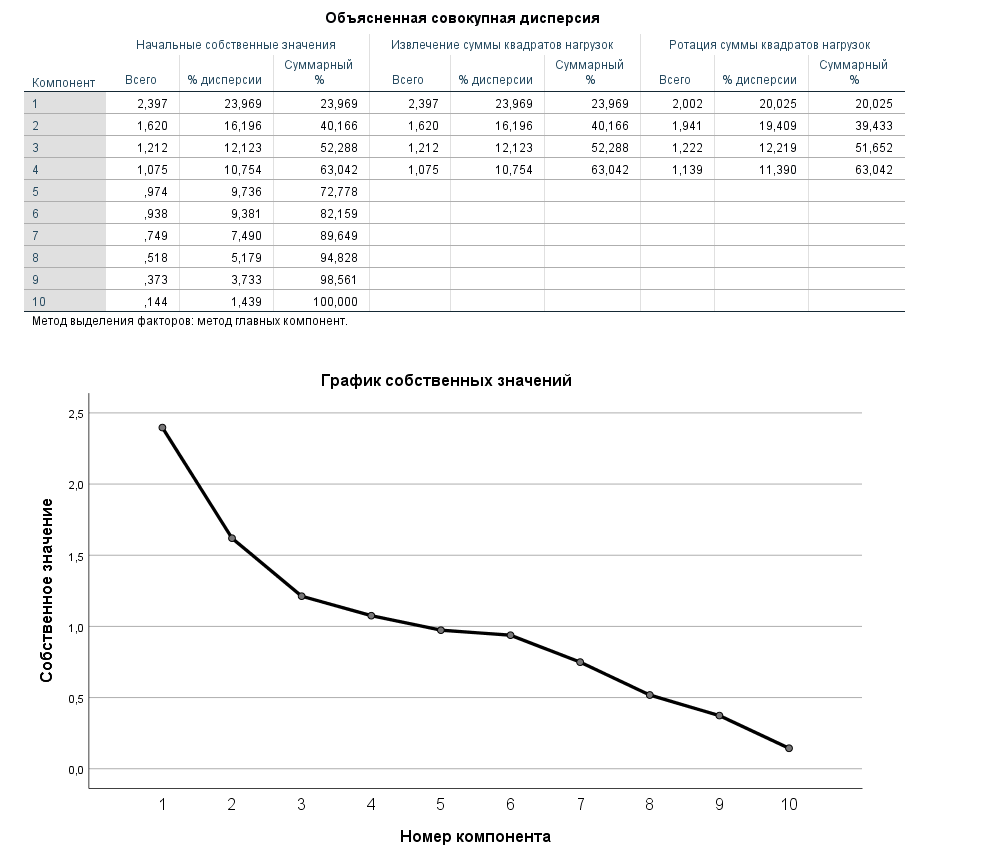 Объясненная совокупная дисперсия
Начальные собственные значения Извлечение суммы квадратов нагрузок Ротация суммы квадратов нагрузок
Компонент Всего % дисперсии Суммарный % Всего % дисперсии Суммарный % Всего % дисперсии Суммарный %
1 2,397 23,969 23,969 2,397 23,969 23,969 2,002 20,025 20,025
2 1,620 16,196 40,166 1,620 16,196 40,166 1,941 19,409 39,433
3 1,212 12,123 52,288 1,212 12,123 52,288 1,222 12,219 51,652
4 1,075 10,754 63,042 1,075 10,754 63,042 1,139 11,390 63,042
5 ,974 9,736 72,778
6 ,938 9,381 82,159
7 ,749 7,490 89,649
8 ,518 5,179 94,828
9 ,373 3,733 98,561
10 ,144 1,439 100,000
Метод выделения факторов: метод главных компонент.
График собственных значений
Собственное значение
2,5
2,0
1,5
1,0
0,5
0,0
1 2 3 4 5 6 7 8 9 10
Номер компонента